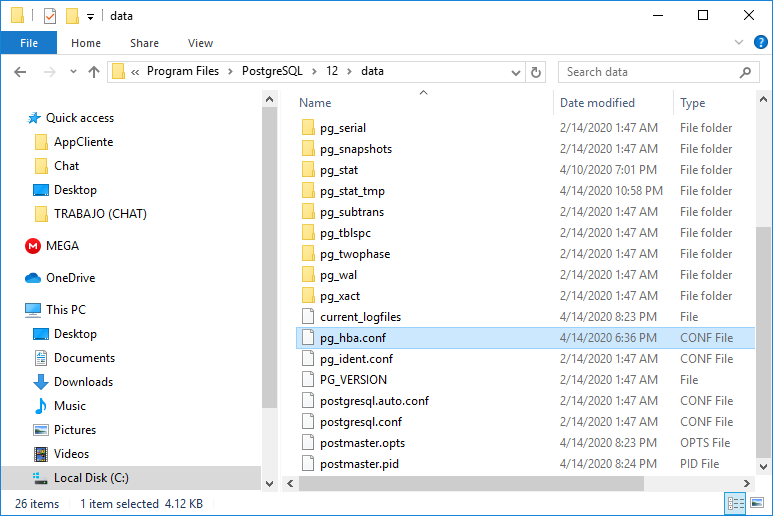 data
File Home Share View
« Program Files > PostgreSQL > 12 > data
Search data
Quick access
AppCliente
Chat
Desktop
TRABAJO (CHAT)
MEGA
OneDrive
This PC
Desktop
Documents
Downloads
Music
Pictures
Videos
Local Disk (C:)
Name Date modified Type
pg_serial 2/14/2020 1:47 AM File folder
pg_snapshots 2/14/2020 1:47 AM File folder
pg_stat 4/10/2020 7:01 PM File folder
pg_stat_tmp 4/14/2020 10:58 PM File folder
pg_subtrans 2/14/2020 1:47 AM File folder
pg_tblspc 2/14/2020 1:47 AM File folder
pg_twophase 2/14/2020 1:47 AM File folder
pg_wal 2/14/2020 1:47 AM File folder
pg_xact 2/14/2020 1:47 AM File folder
current_logfiles 4/14/2020 8:23 PM File
pg_hba.conf 4/14/2020 6:36 PM CONF File
pg_ident.conf 2/14/2020 1:47 AM CONF File
PG_VERSION 2/14/2020 1:47 AM File
postgresql.auto.conf 2/14/2020 1:47 AM CONF File
postgresql.conf 2/14/2020 1:47 AM CONF File
postmaster.opts 4/14/2020 8:23 PM OPTS File
postmaster.pid 4/14/2020 8:24 PM PID File
26 items 1 item selected 4.12 KB